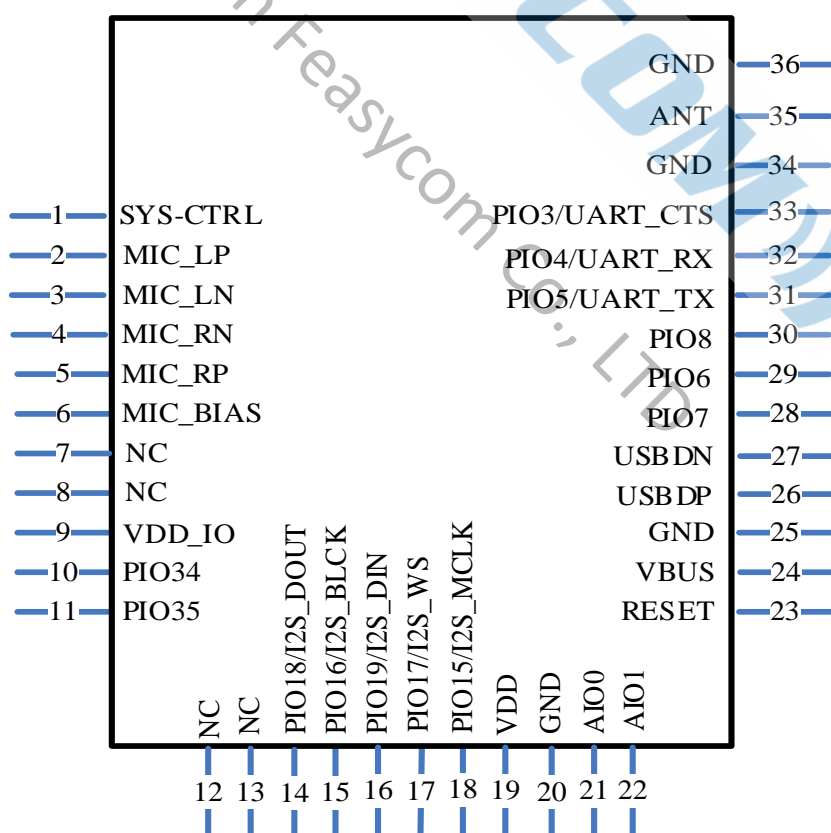 n Feasycom Co., LTD
COM
1 SYS-CTRL
2 MIC_LP
3 MIC_LN
4 MIC_RN
5 MIC_RP
6 MIC_BIAS
7 NC
8 NC
9 VDD_IO
10 PIO34
11 PIO35
12 NC
13 NC
14 PIO18/I2S_DOUT
15 PIO16/I2S_BLCK
16 PIO19/I2S_DIN
17 PIO17/I2S_WS
18 PIO15/I2S_MCLK
19 VDD
20 GND
21 AIO0
22 AIO1
GND 36
ANT 35
GND 34
PIO3/UART_CTS 33
PIO4/UART_RX 32
PIO5/UART_TX 31
PIO8 30
PIO6 29
PIO7 28
USBDN 27
USBDP 26
GND 25
VBUS 24
RESET 23